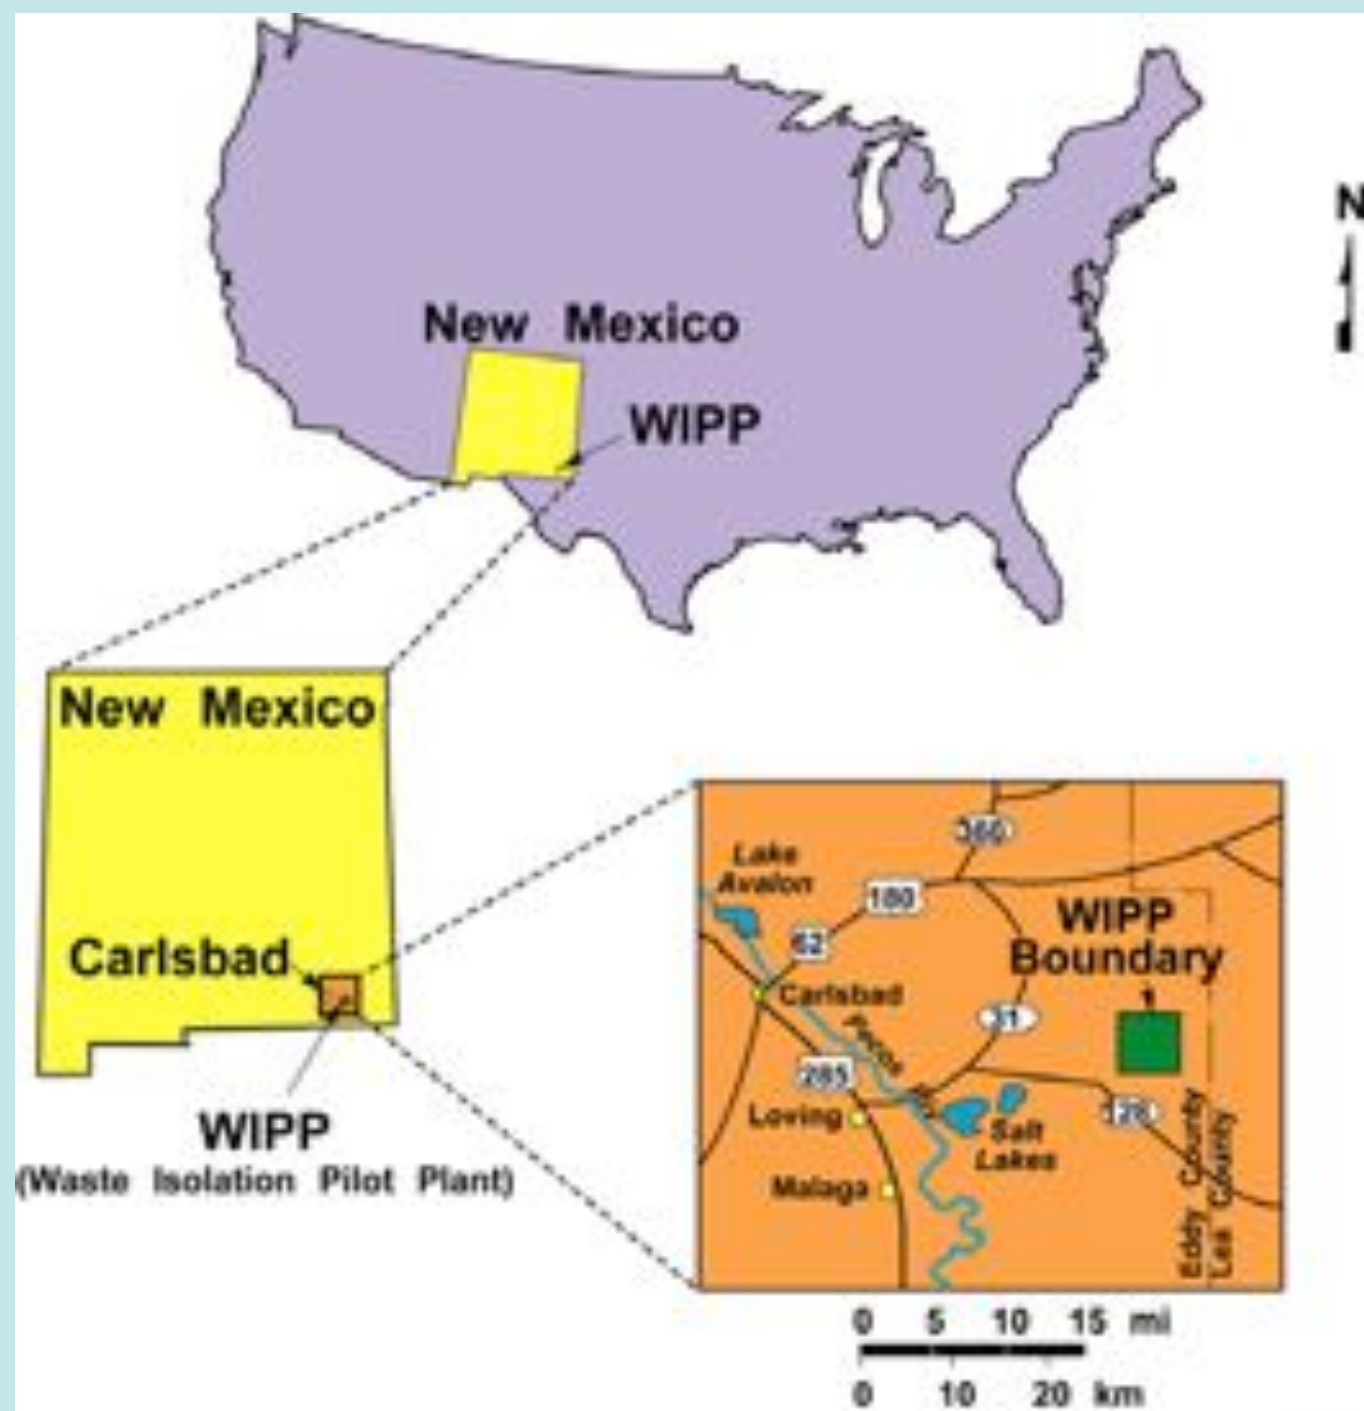 N
New Mexico
WIPP
New Mexico
Carlsbad
WIPP
(Waste Isolation Pilot Plant)
360
Lake
Avalon
180
62
WIPP
Boundary
Carlsbad
Pecos
31
285
Loving
128
Salt
Lakes
Malaga
Eddy County
Lea County
0 5 10 15 mi
0 10 20 km